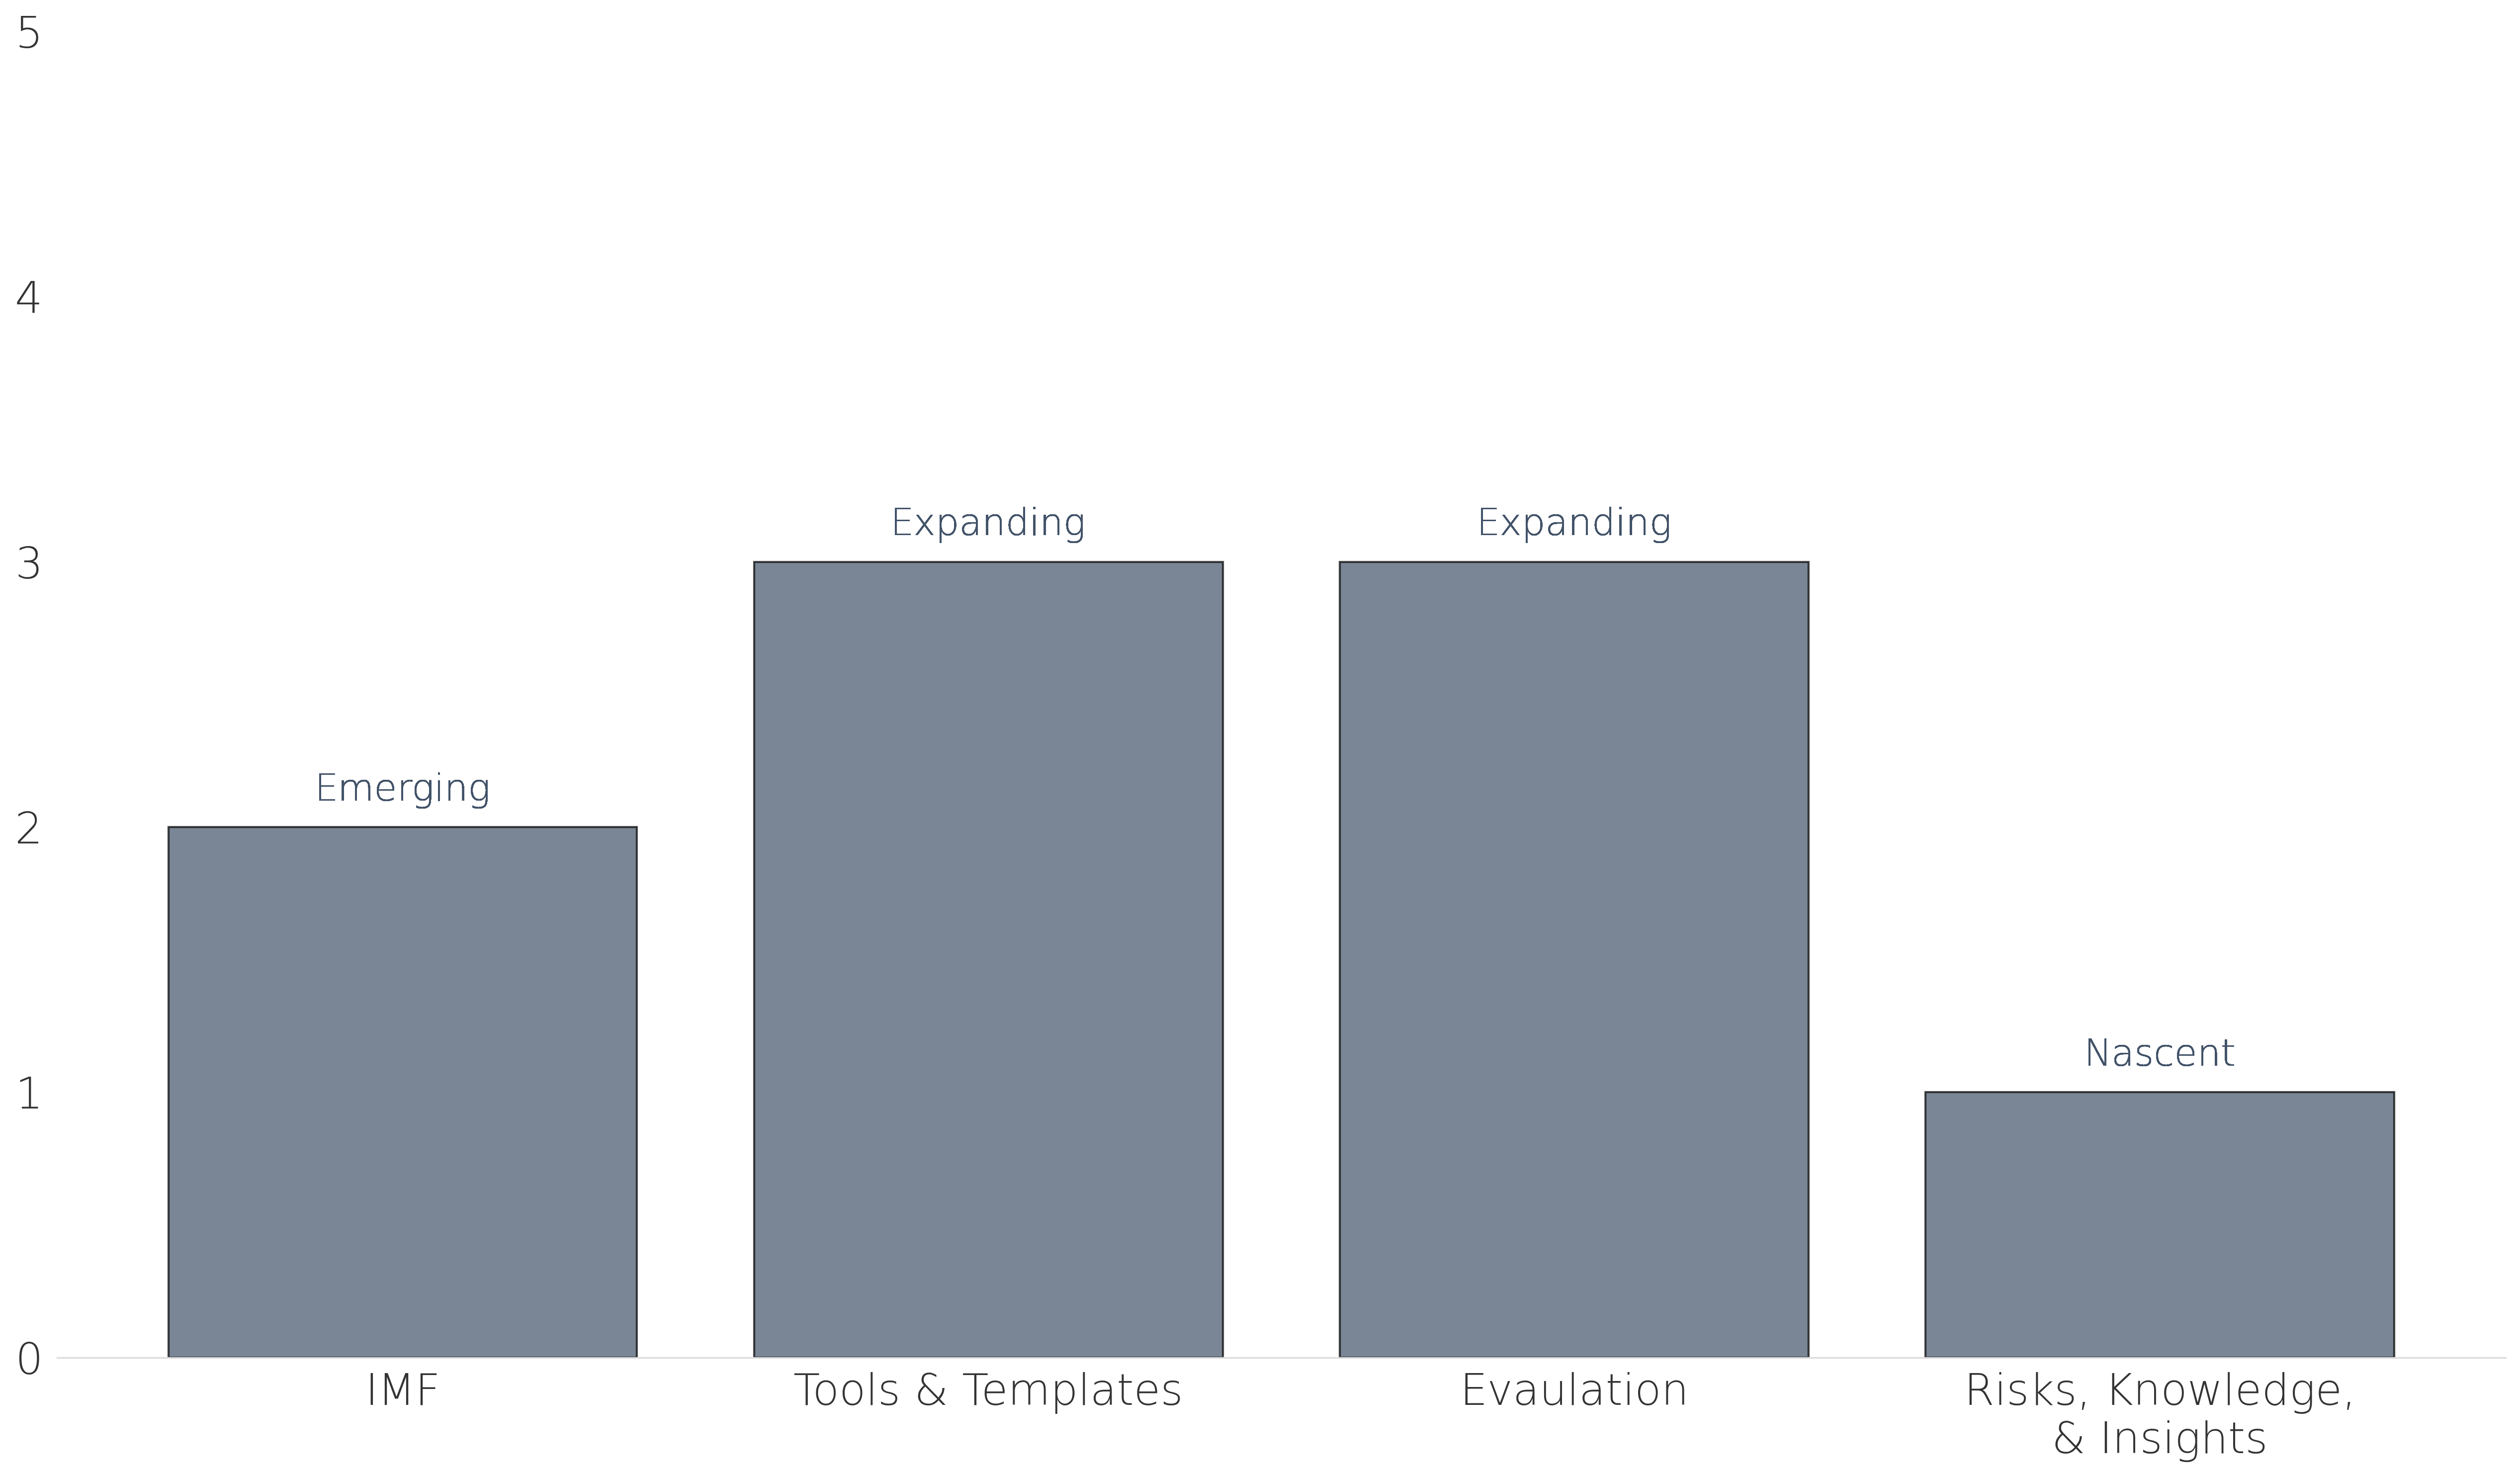 5
4
3
2
1
0
Expanding
Expanding
Emerging
Nascent
IMF
Tools & Templates
Evaulation
Risks, Knowledge,
& Insights